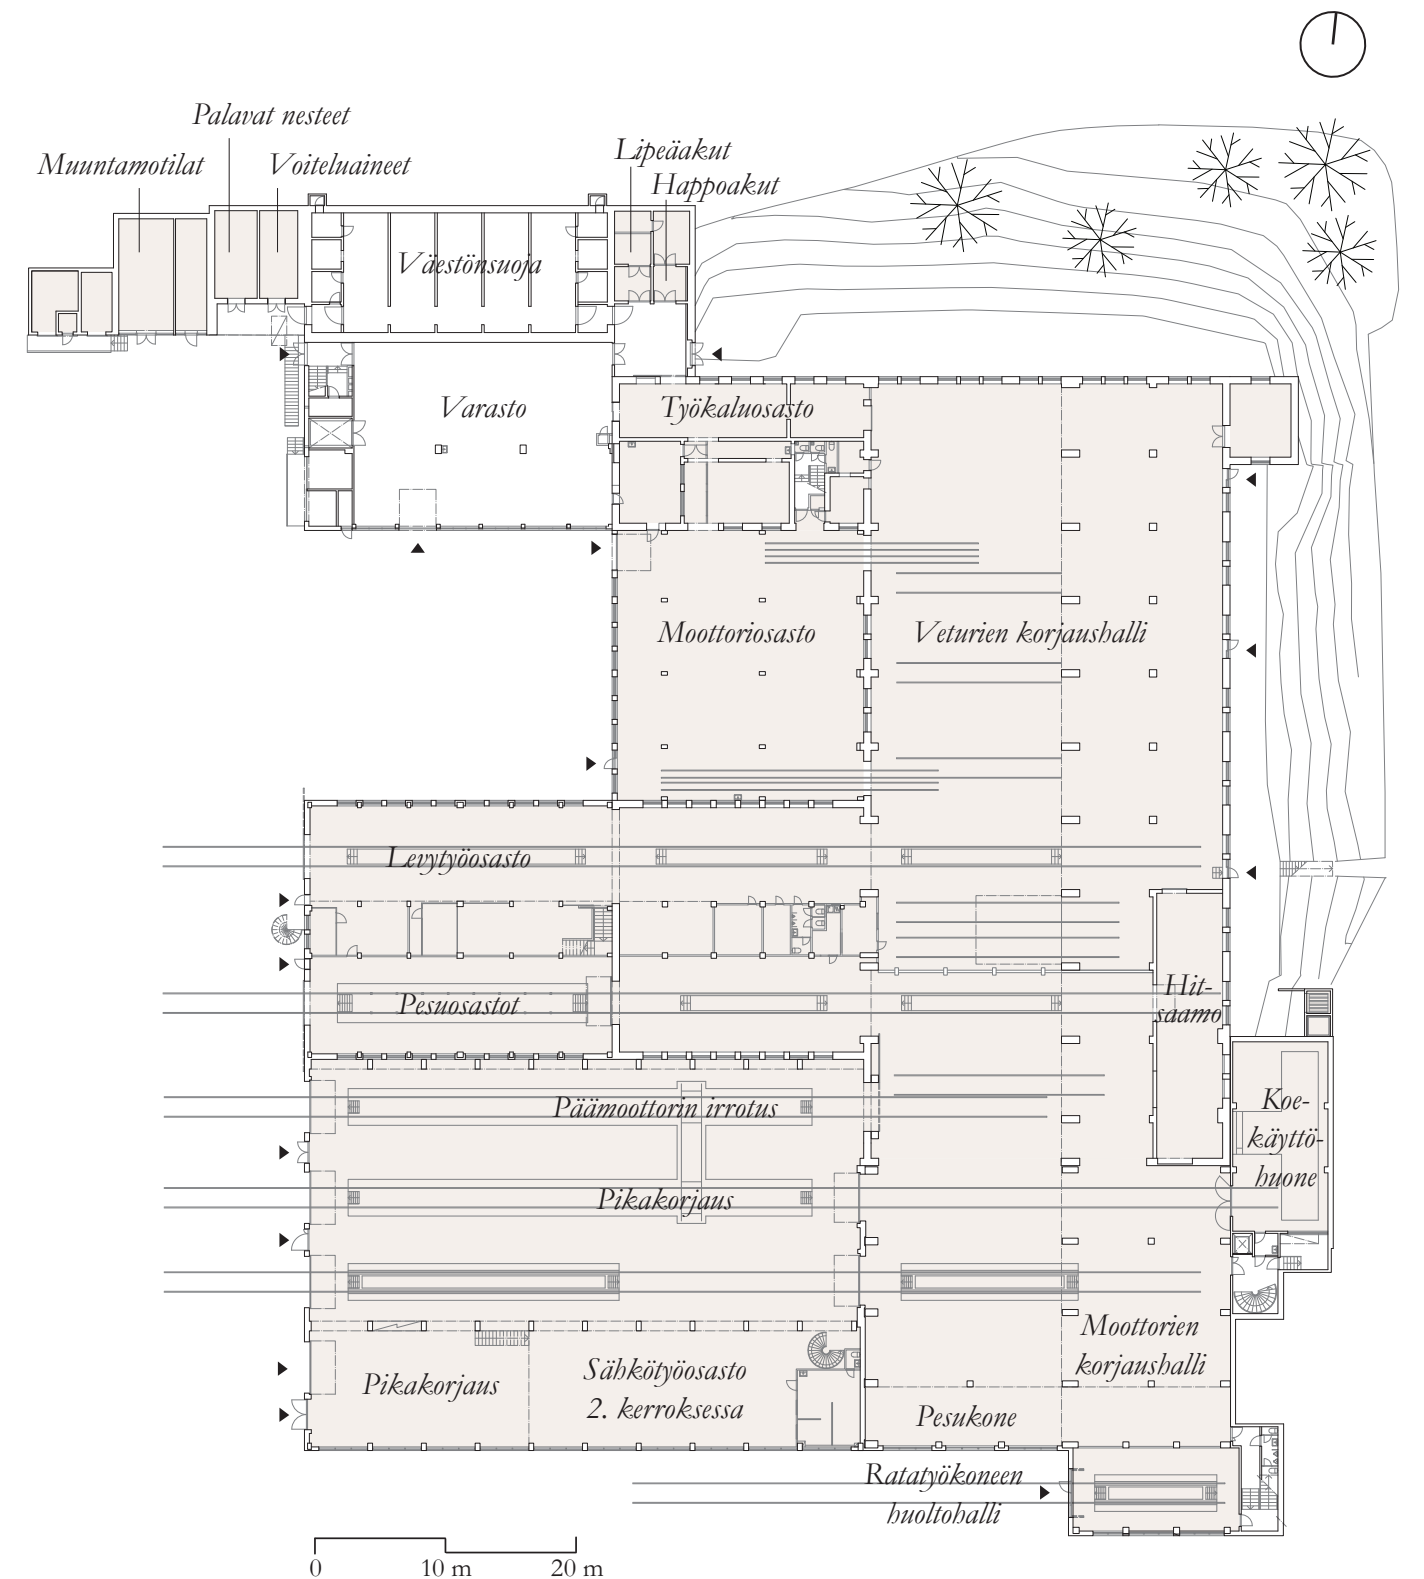 Palavat nesteet
Muuntamotilat
Voiteluaineet
Lipeäakut
Happoakut
Väestönsuoja
Varasto
Työkaluosasto
Moottoriosasto
Veturien korjaushalli
Levytyöosasto
Pesuosastot
Hit-
saamo
Päämoottorin irrotus
Koe-
käyttö-
huone
Pikakorjaus
Moottorien
korjaushalli
Pikakorjaus
Sähkötyöosasto
2. kerroksessa
Pesukone
Ratatyökoneen
huoltohalli
0 10 m 20 m